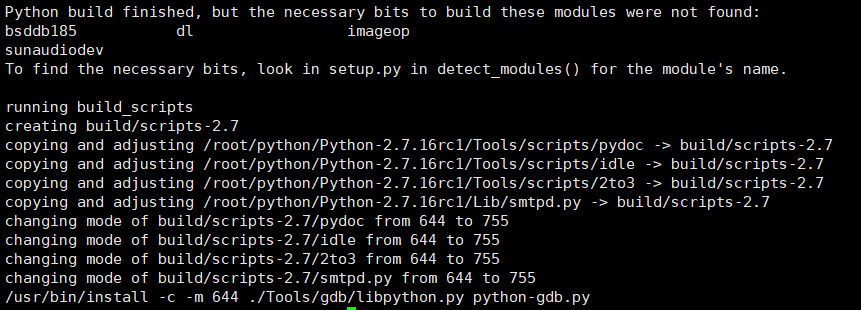 Python build finished, but the necessary bits to build these modules were not found:
bsddb185           dl                 imageop
sunaudiodev
To find the necessary bits, look in setup.py in detect_modules() for the module's name.

running build_scripts
creating build/scripts-2.7
copying and adjusting /root/python/Python-2.7.16rc1/Tools/scripts/pydoc -> build/scripts-2.7
copying and adjusting /root/python/Python-2.7.16rc1/Tools/scripts/idle -> build/scripts-2.7
copying and adjusting /root/python/Python-2.7.16rc1/Tools/scripts/2to3 -> build/scripts-2.7
copying and adjusting /root/python/Python-2.7.16rc1/Lib/smtpd.py -> build/scripts-2.7
changing mode of build/scripts-2.7/pydoc from 644 to 755
changing mode of build/scripts-2.7/idle from 644 to 755
changing mode of build/scripts-2.7/2to3 from 644 to 755
changing mode of build/scripts-2.7/smtpd.py from 644 to 755
/usr/bin/install -c -m 644 ./Tools/gdb/libpython.py python-gdb.py